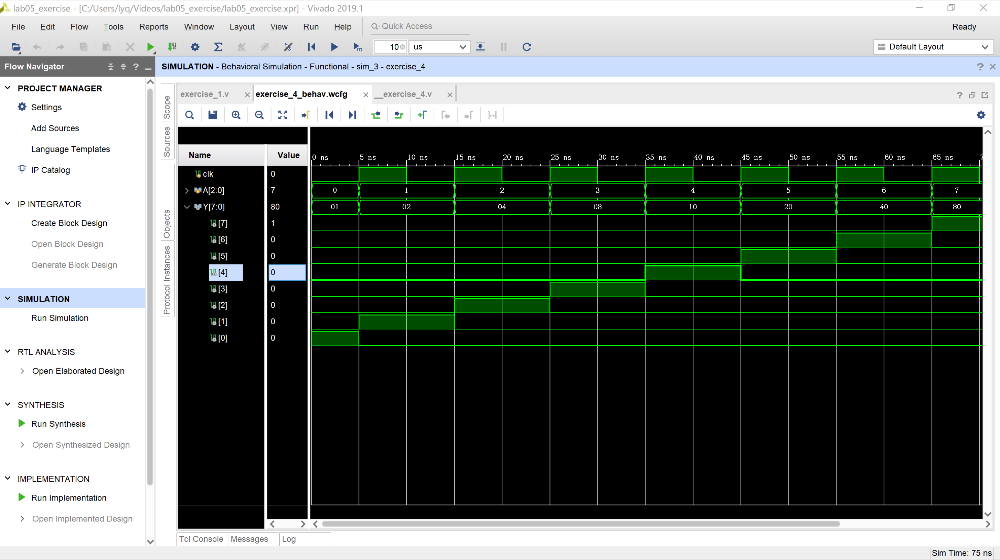 lab05_exercise - [C:/Users/lyq/Videos/lab05_exercise/lab05_exercise.xpr] - Vivado 2019.1
File Edit Flow Tools Reports Window Layout View Run Help Quick Access Ready
10 us Default Layout
Flow Navigator
SIMULATION - Behavioral Simulation - Functional - sim_3 - exercise_4
PROJECT MANAGER
Settings
Add Sources
Language Templates
IP Catalog
IP INTEGRATOR
Create Block Design
Open Block Design
Generate Block Design
SIMULATION
Run Simulation
RTL ANALYSIS
Open Elaborated Design
SYNTHESIS
Run Synthesis
Open Synthesized Design
IMPLEMENTATION
Run Implementation
Open Implemented Design
Scope
Sources
Objects
Protocol Instances
exercise_1.v exercise_4_behav.wcfg __exercise_4.v
Name Value
0 ns 5 ns 10 ns 15 ns 20 ns 25 ns 30 ns 35 ns 40 ns 45 ns 50 ns 55 ns 60 ns 65 ns
clk 0
A[2:0] 7 0 1 2 3 4 5 6 7
Y[7:0] 80 01 02 04 08 10 20 40 80
[7] 1
[6] 0
[5] 0
[4] 0
[3] 0
[2] 0
[1] 0
[0] 0
Tcl Console Messages Log
Sim Time: 75 ns